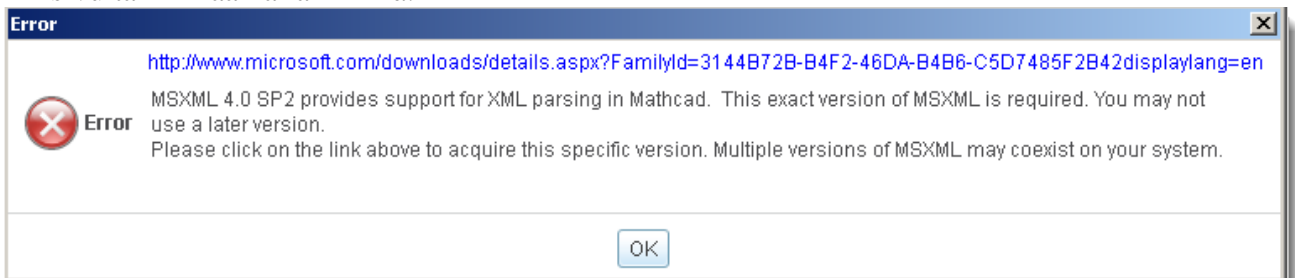 Error
http://www.microsoft.com/downloads/details.aspx?FamilyId=3144B72B-B4F2-46DA-B4B6-C5D7485F2B42displaylang=en
MSXML 4.0 SP2 provides support for XML parsing in Mathcad. This exact version of MSXML is required. You may not
Error use a later version.
Please click on the link above to acquire this specific version. Multiple versions of MSXML may coexist on your system.
OK